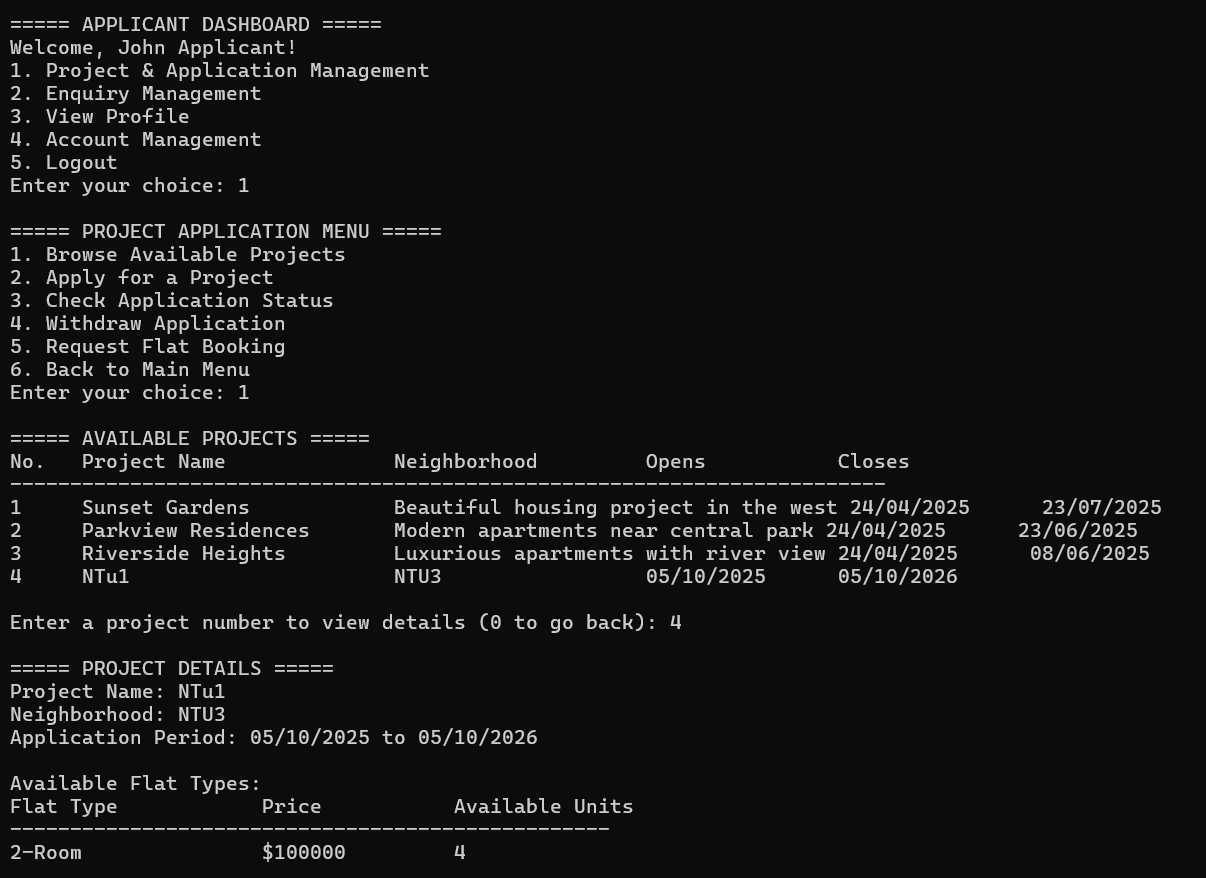 ===== APPLICANT DASHBOARD =====
Welcome, John Applicant!
1. Project & Application Management
2. Enquiry Management
3. View Profile
4. Account Management
5. Logout
Enter your choice: 1

===== PROJECT APPLICATION MENU =====
1. Browse Available Projects
2. Apply for a Project
3. Check Application Status
4. Withdraw Application
5. Request Flat Booking
6. Back to Main Menu
Enter your choice: 1

===== AVAILABLE PROJECTS =====
No.   Project Name              Neighborhood         Opens           Closes
-------------------------------------------------------------------------
1     Sunset Gardens            Beautiful housing project in the west 24/04/2025      23/07/2025
2     Parkview Residences       Modern apartments near central park 24/04/2025      23/06/2025
3     Riverside Heights         Luxurious apartments with river view 24/04/2025      08/06/2025
4     NTu1                      NTU3                 05/10/2025      05/10/2026

Enter a project number to view details (0 to go back): 4

===== PROJECT DETAILS =====
Project Name: NTu1
Neighborhood: NTU3
Application Period: 05/10/2025 to 05/10/2026

Available Flat Types:
Flat Type            Price           Available Units
--------------------------------------------------
2-Room               $100000         4